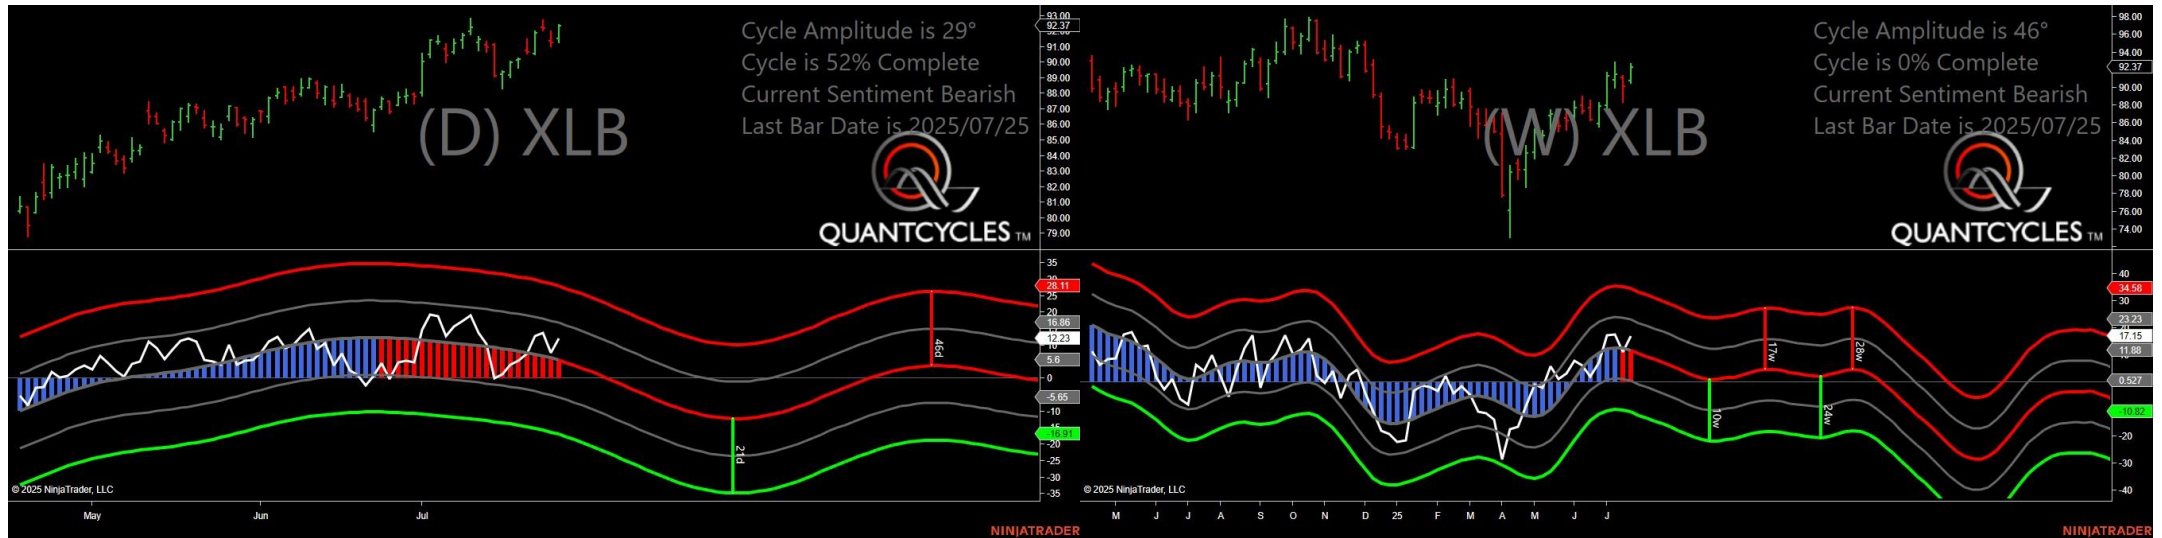 Cycle Amplitude is 29°
Cycle is 52% Complete
Current Sentiment Bearish
Last Bar Date is 2025/07/25
(D) XLB
QUANTCYCLES TM
93.00
92.37
91.00
90.00
89.00
88.00
87.00
86.00
85.00
84.00
83.00
82.00
81.00
80.00
79.00
35
28.11
25
20
16.86
12.23
10
5.6
0
-5.65
-10
-15
-16.91
-20
-25
-30
-35
46d
21d
© 2025 NinjaTrader, LLC
May
Jun
Jul
NINJATRADER
Cycle Amplitude is 46°
Cycle is 0% Complete
Current Sentiment Bearish
Last Bar Date is 2025/07/25
(W) XLB
QUANTCYCLES TM
98.00
96.00
94.00
92.37
90.00
88.00
86.00
84.00
82.00
80.00
78.00
76.00
74.00
40
34.58
30
23.23
17.15
11.88
0.527
-10.82
-20
-30
-40
10w
17w
24w
28w
© 2025 NinjaTrader, LLC
M
J
J
A
S
O
N
D
25
F
M
A
M
J
J
NINJATRADER